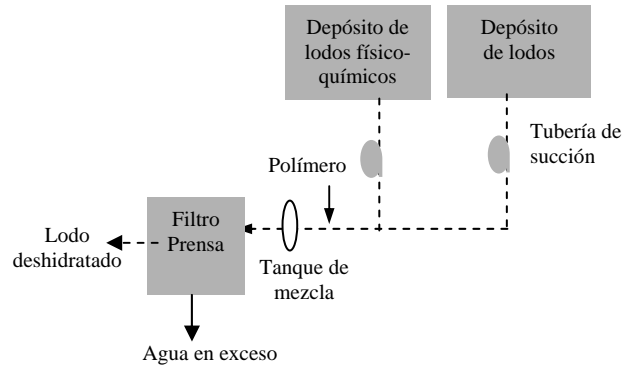 Depósito de
lodos físico-
químicos
Depósito
de lodos
Tubería de
succión
Polímero
Filtro
Prensa
Lodo
deshidratado
Tanque de
mezcla
Agua en exceso